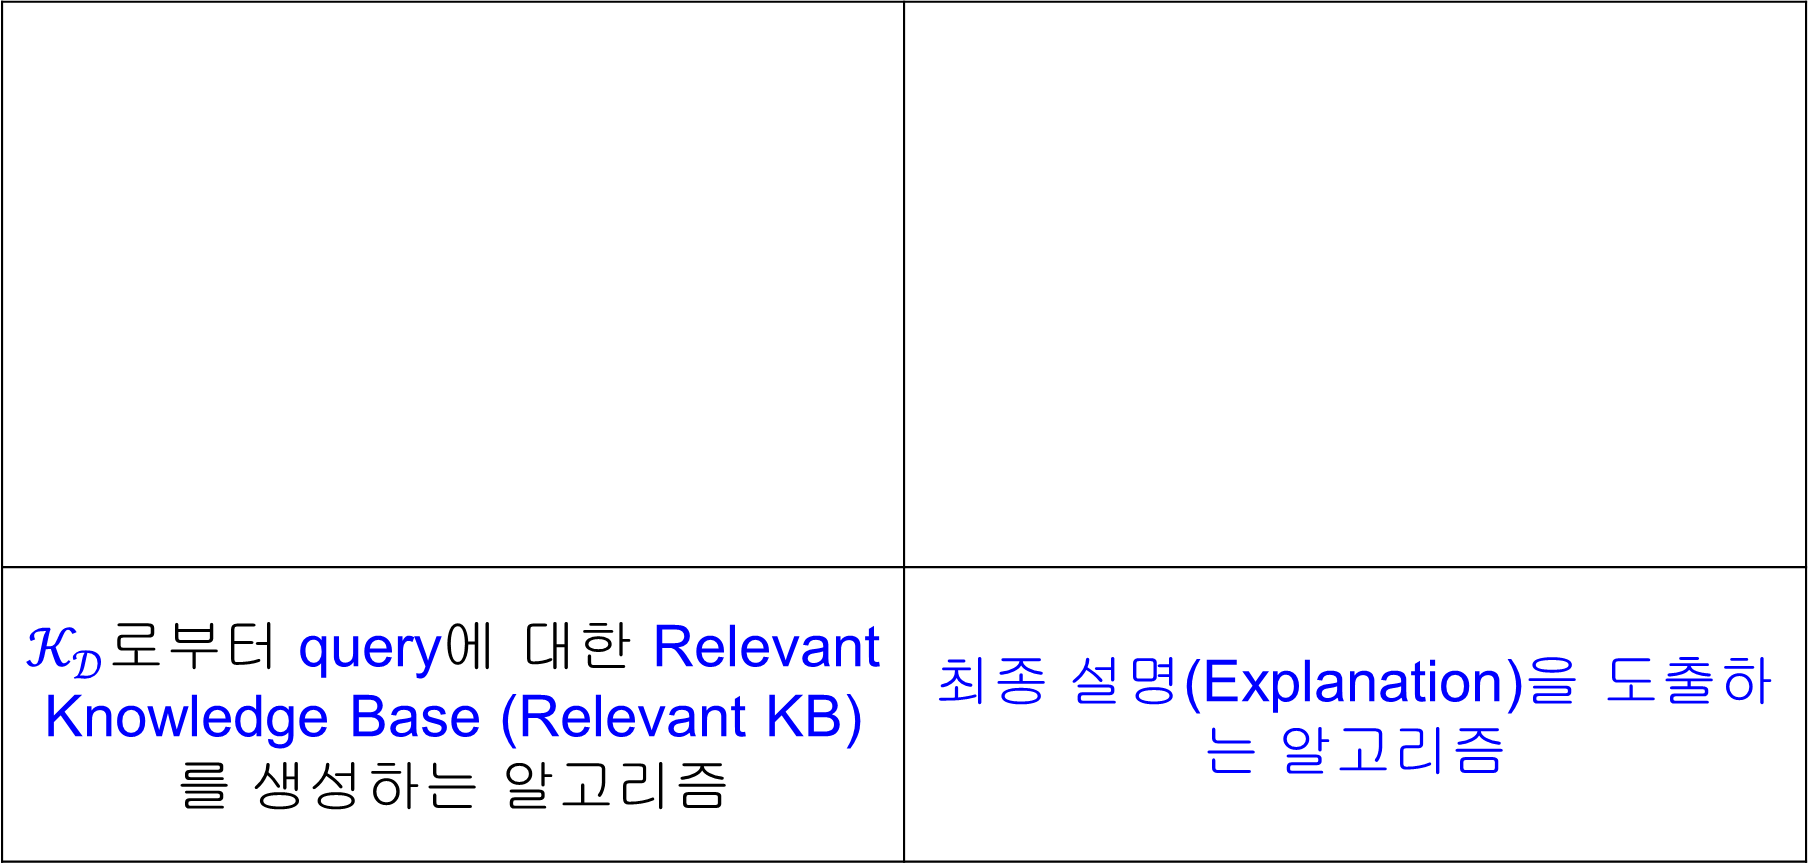 𝒦𝒟로부터 query에 대한 Relevant
Knowledge Base (Relevant KB)
를 생성하는 알고리즘
최종 설명(Explanation)을 도출하
는 알고리즘